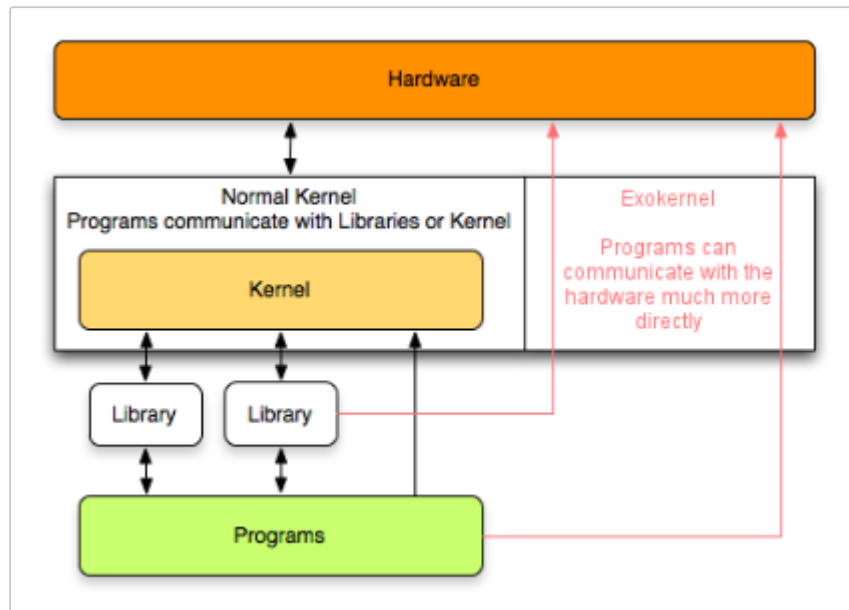 Hardware
Normal Kernel
Programs communicate with Libraries or Kernel
Kernel
Exokernel
Programs can
communicate with the
hardware much more
directly
Library
Library
Programs